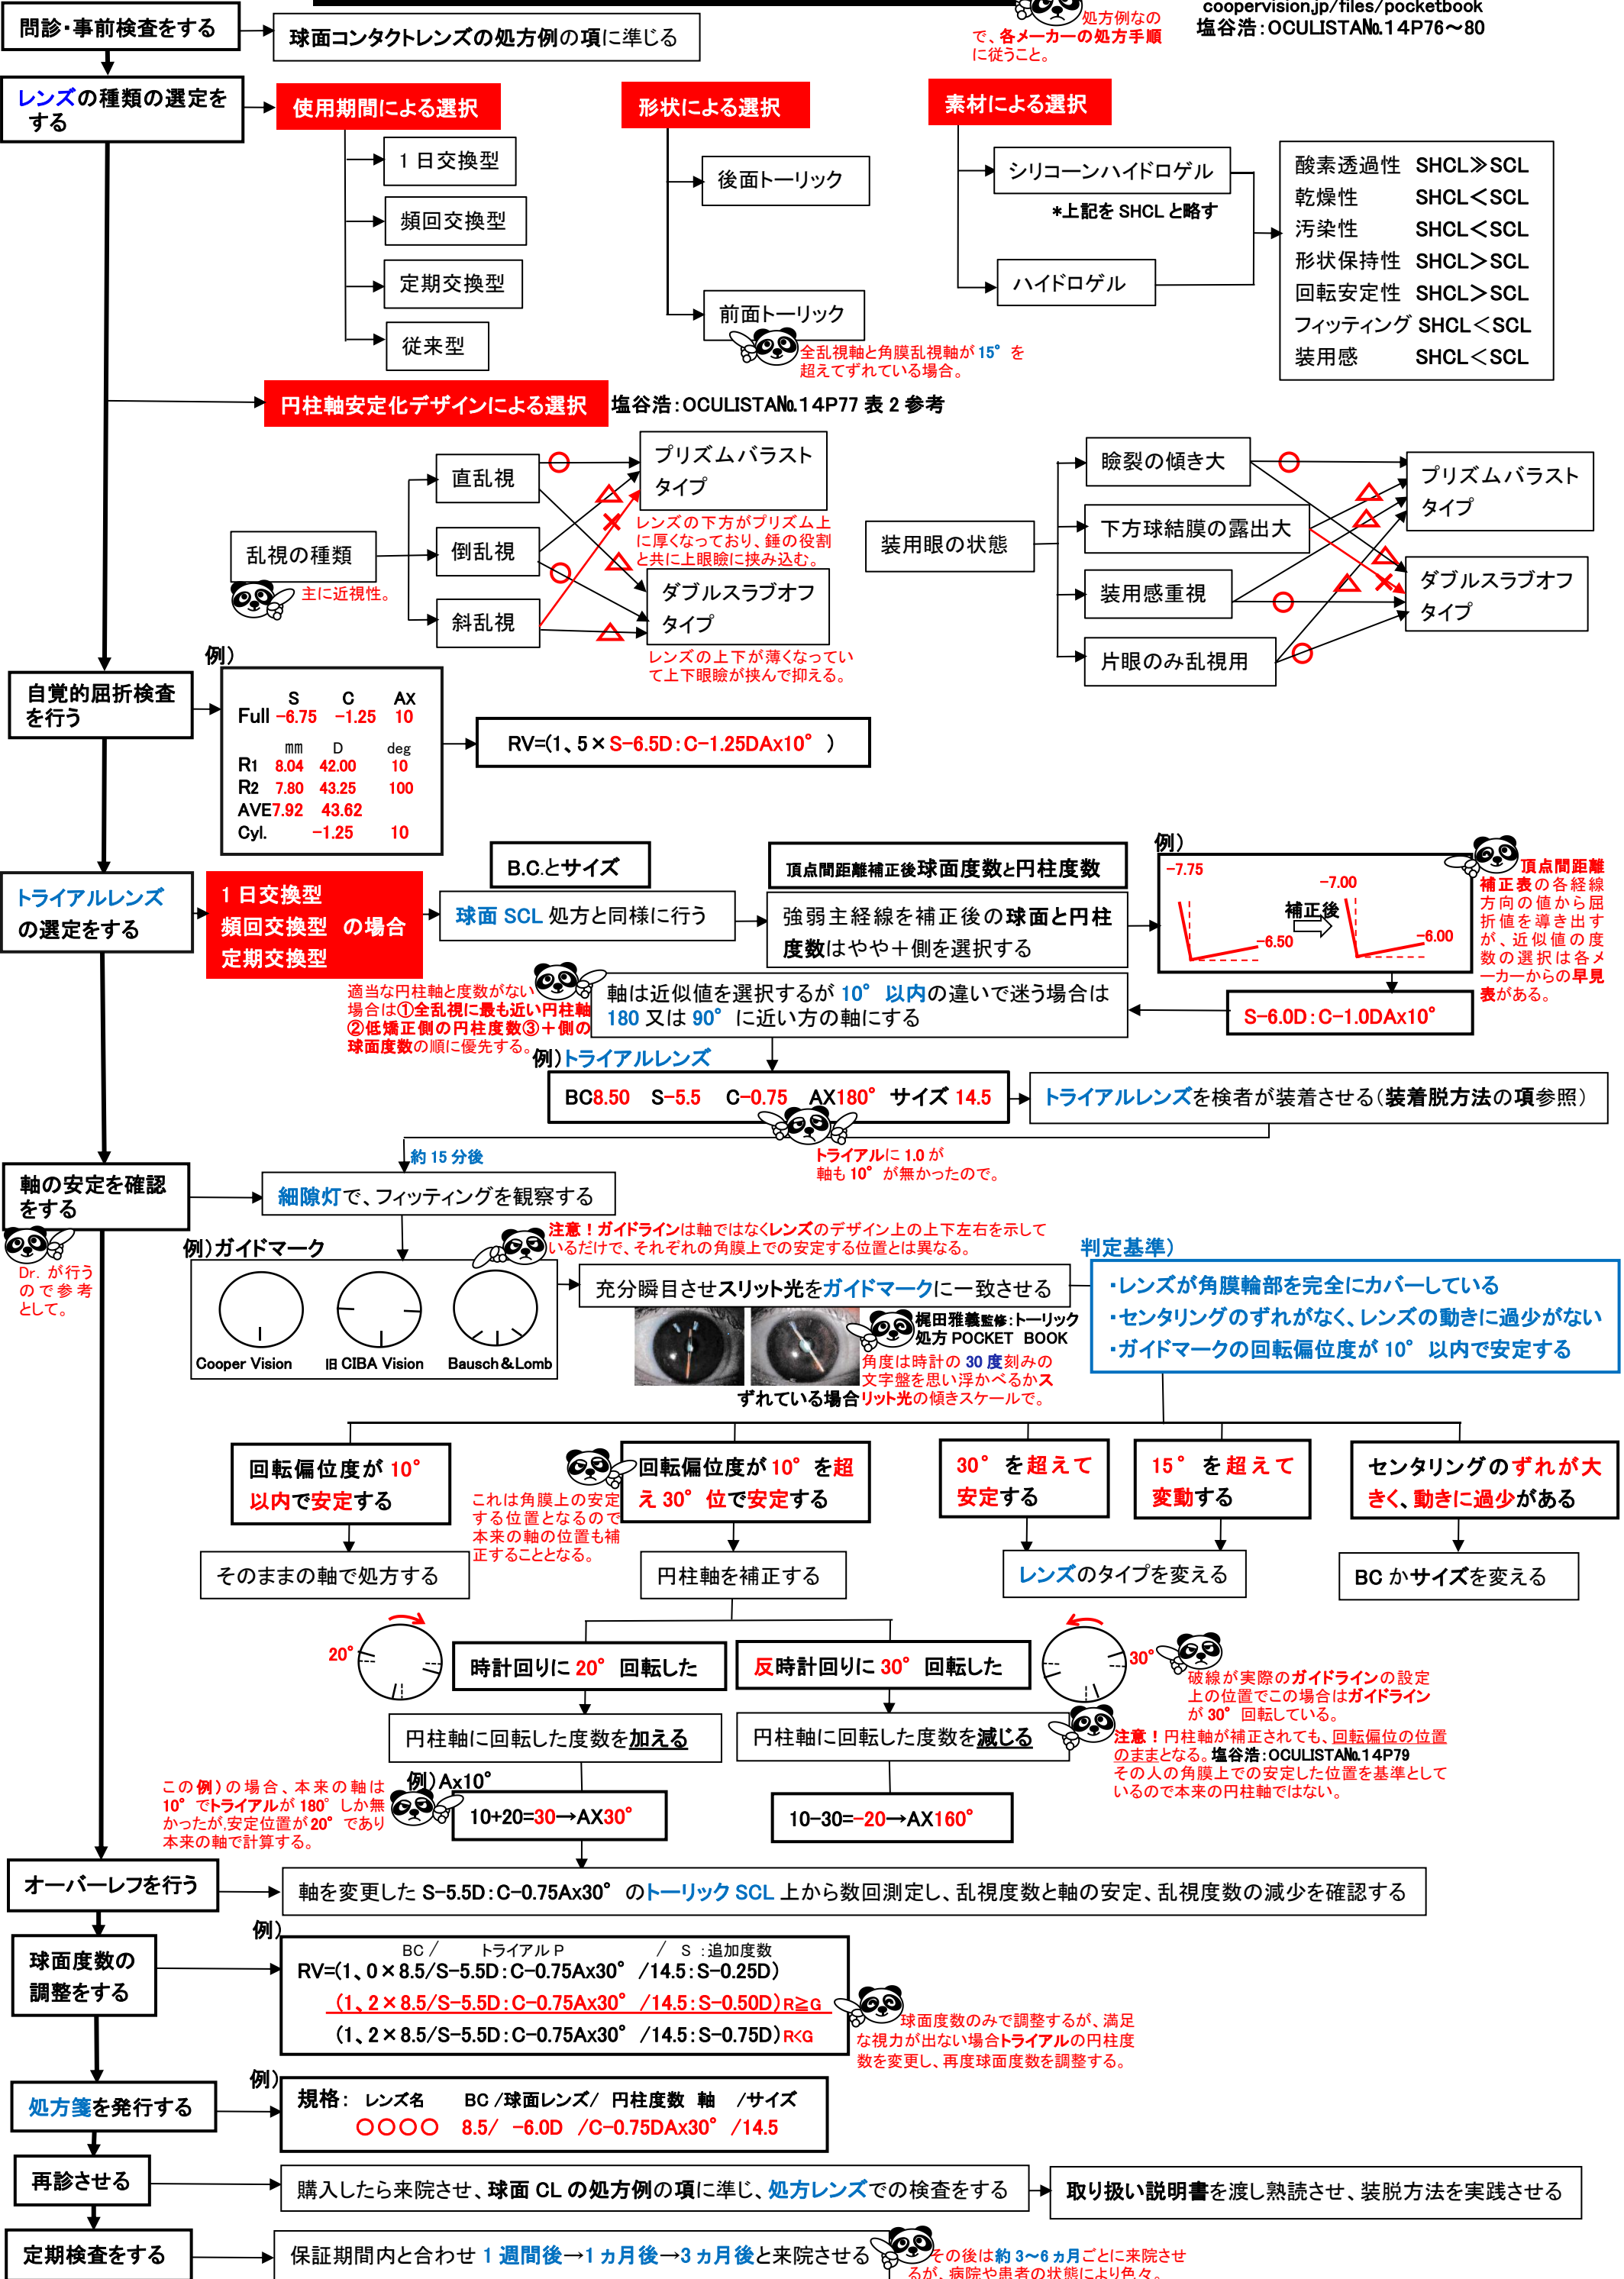 coopervision.jp/files/pocketbook
塩谷浩：OCULISTA№14P76～80
処方例なの
で、各メーカーの処方手順
に従うこと。
問診・事前検査をする
球面コンタクトレンズの処方例の項に準じる
レンズの種類の選定を
する
使用期間による選択
1 日交換型
頻回交換型
定期交換型
従来型
形状による選択
後面トーリック
前面トーリック
全乱視軸と角膜乱視軸が 15°を
超えてずれている場合。
素材による選択
シリコーンハイドロゲル
*上記を SHCL と略す
ハイドロゲル
酸素透過性 SHCL≫SCL
乾燥性 SHCL＜SCL
汚染性 SHCL＜SCL
形状保持性 SHCL＞SCL
回転安定性 SHCL＞SCL
フィッティング SHCL＜SCL
装用感 SHCL＜SCL
円柱軸安定化デザインによる選択
塩谷浩：OCULISTA№14P77 表 2 参考
乱視の種類
主に近視性。
直乱視
倒乱視
斜乱視
プリズムバラスト
タイプ
レンズの下方がプリズム上
に厚くなっており、錘の役割
と共に上眼瞼に挟み込む。
ダブルスラブオフ
タイプ
レンズの上下が薄くなってい
て上下眼瞼が挟んで抑える。
装用眼の状態
瞼裂の傾き大
下方球結膜の露出大
装用感重視
片眼のみ乱視用
プリズムバラスト
タイプ
ダブルスラブオフ
タイプ
自覚的屈折検査
を行う
例）
S C AX
Full −6.75 −1.25 10
mm D deg
R1 8.04 42.00 10
R2 7.80 43.25 100
AVE7.92 43.62
Cyl. −1.25 10
RV=(1、5×S−6.5D：C−1.25DAx10°)
トライアルレンズ
の選定をする
1 日交換型
頻回交換型 の場合
定期交換型
B.C.とサイズ
球面 SCL 処方と同様に行う
頂点間距離補正後球面度数と円柱度数
強弱主経線を補正後の球面と円柱
度数はやや＋側を選択する
例）
−7.75
−6.50
補正後
−7.00
−6.00
頂点間距離
補正表の各経線
方向の値から屈
折値を導き出す
が、近似値の度
数の選択は各メ
ーカーからの早見
表がある。
S−6.0D：C−1.0DAx10°
軸は近似値を選択するが 10°以内の違いで迷う場合は
180 又は 90°に近い方の軸にする
適当な円柱軸と度数がない
場合は①全乱視に最も近い円柱軸
②低矯正側の円柱度数③＋側の
球面度数の順に優先する。
例）トライアルレンズ
BC8.50 S−5.5 C−0.75 AX180° サイズ 14.5
トライアルに 1.0 が
軸も 10°が無かったので。
トライアルレンズを検者が装着させる（装着脱方法の項参照）
約 15 分後
軸の安定を確認
をする
Dr. が行う
ので参考
として。
細隙灯で、フィッティングを観察する
例）ガイドマーク
Cooper Vision 旧 CIBA Vision Bausch＆Lomb
注意！ガイドラインは軸ではなくレンズのデザイン上の上下左右を示して
いるだけで、それぞれの角膜上での安定する位置とは異なる。
充分瞬目させスリット光をガイドマークに一致させる
梶田雅義監修：トーリック
処方 POCKET BOOK
角度は時計の 30 度刻みの
文字盤を思い浮かべるかス
リット光の傾きスケールで。
ずれている場合
判定基準）
・レンズが角膜輪部を完全にカバーしている
・センタリングのずれがなく、レンズの動きに過少がない
・ガイドマークの回転偏位度が 10°以内で安定する
回転偏位度が 10°
以内で安定する
そのままの軸で処方する
これは角膜上の安定
する位置となるので
本来の軸の位置も補
正することとなる。
回転偏位度が 10°を超
え 30°位で安定する
円柱軸を補正する
30°を超えて
安定する
15°を超えて
変動する
レンズのタイプを変える
センタリングのずれが大
きく、動きに過少がある
BC かサイズを変える
20°
時計回りに 20°回転した
円柱軸に回転した度数を加える
反時計回りに 30°回転した
円柱軸に回転した度数を減じる
30°
破線が実際のガイドラインの設定
上の位置でこの場合はガイドライン
が 30°回転している。
注意！円柱軸が補正されても、回転偏位の位置
のままとなる。塩谷浩：OCULISTA№14P79
その人の角膜上での安定した位置を基準として
いるので本来の円柱軸ではない。
この例）の場合、本来の軸は
10°でトライアルが 180°しか無
かったが,安定位置が 20°であり
本来の軸で計算する。
例）Ax10°
10+20=30→AX30°
10−30=−20→AX160°
オーバーレフを行う
軸を変更した S−5.5D：C−0.75Ax30°のトーリック SCL 上から数回測定し、乱視度数と軸の安定、乱視度数の減少を確認する
球面度数の
調整をする
例）
BC / トライアル P / S ：追加度数
RV=(1、0×8.5/S−5.5D：C−0.75Ax30°/14.5：S−0.25D)
(1、2×8.5/S−5.5D：C−0.75Ax30°/14.5：S−0.50D)R≧G
(1、2×8.5/S−5.5D：C−0.75Ax30°/14.5：S−0.75D)R<G
球面度数のみで調整するが、満足
な視力が出ない場合トライアルの円柱度
数を変更し、再度球面度数を調整する。
処方箋を発行する
例）
規格： レンズ名 BC /球面レンズ/ 円柱度数 軸 /サイズ
〇〇〇〇 8.5/ −6.0D /C−0.75DAx30° /14.5
再診させる
購入したら来院させ、球面 CL の処方例の項に準じ、処方レンズでの検査をする
取り扱い説明書を渡し熟読させ、装脱方法を実践させる
定期検査をする
保証期間内と合わせ 1 週間後→1 ヵ月後→3 ヵ月後と来院させる
その後は約 3～6 ヵ月ごとに来院させ
るが、病院や患者の状態により色々。